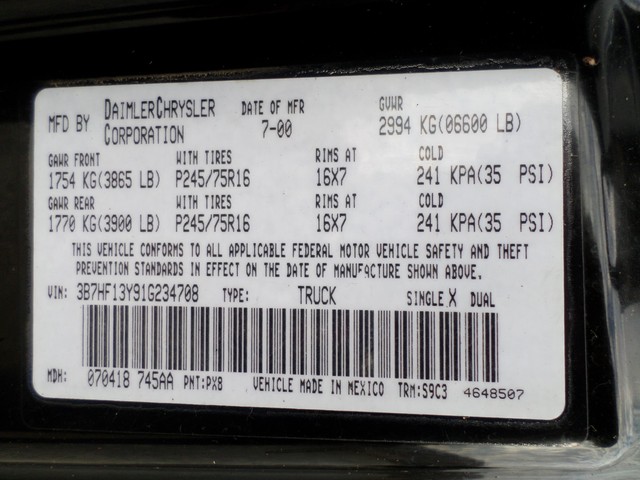 MFD BY DAIMLERCHRYSLER CORPORATION DATE OF MFR 7-00 GVWR 2994 KG(06600 LB)
GAWR FRONT WITH TIRES RIMS AT COLD
1754 KG(3865 LB) P245/75R16 16X7 241 KPA(35 PSI)
GAWR REAR WITH TIRES RIMS AT COLD
1770 KG(3900 LB) P245/75R16 16X7 241 KPA(35 PSI)
THIS VEHICLE CONFORMS TO ALL APPLICABLE FEDERAL MOTOR VEHICLE SAFETY AND THEFT
PREVENTION STANDARDS IN EFFECT ON THE DATE OF MANUFACTURE SHOWN ABOVE.
VIN: 3B7HF13Y91G234708 TYPE: TRUCK SINGLE X DUAL
MDH: 070418 745AA PNT:PX8 VEHICLE MADE IN MEXICO TRM:S9C3 4648507